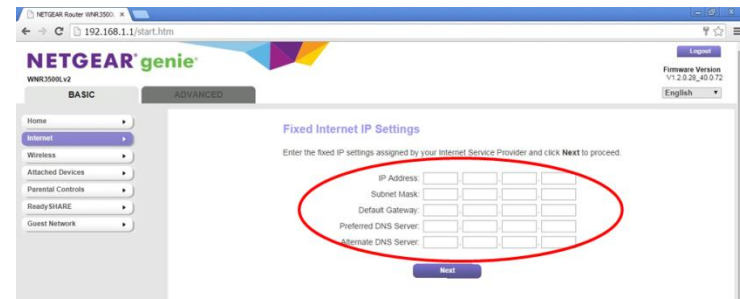 NETGEAR Router WNR3500L
192.168.1.1/start.htm
NETGEAR® genie®
Logout
WNR3500Lv2
Firmware Version
V1.2.0.28_40.0.72
BASIC
ADVANCED
English
Home
Internet
Wireless
Attached Devices
Parental Controls
ReadySHARE
Guest Network
Fixed Internet IP Settings
Enter the fixed IP settings assigned by your Internet Service Provider and click Next to proceed.
IP Address:
Subnet Mask:
Default Gateway:
Preferred DNS Server:
Alternate DNS Server:
Next